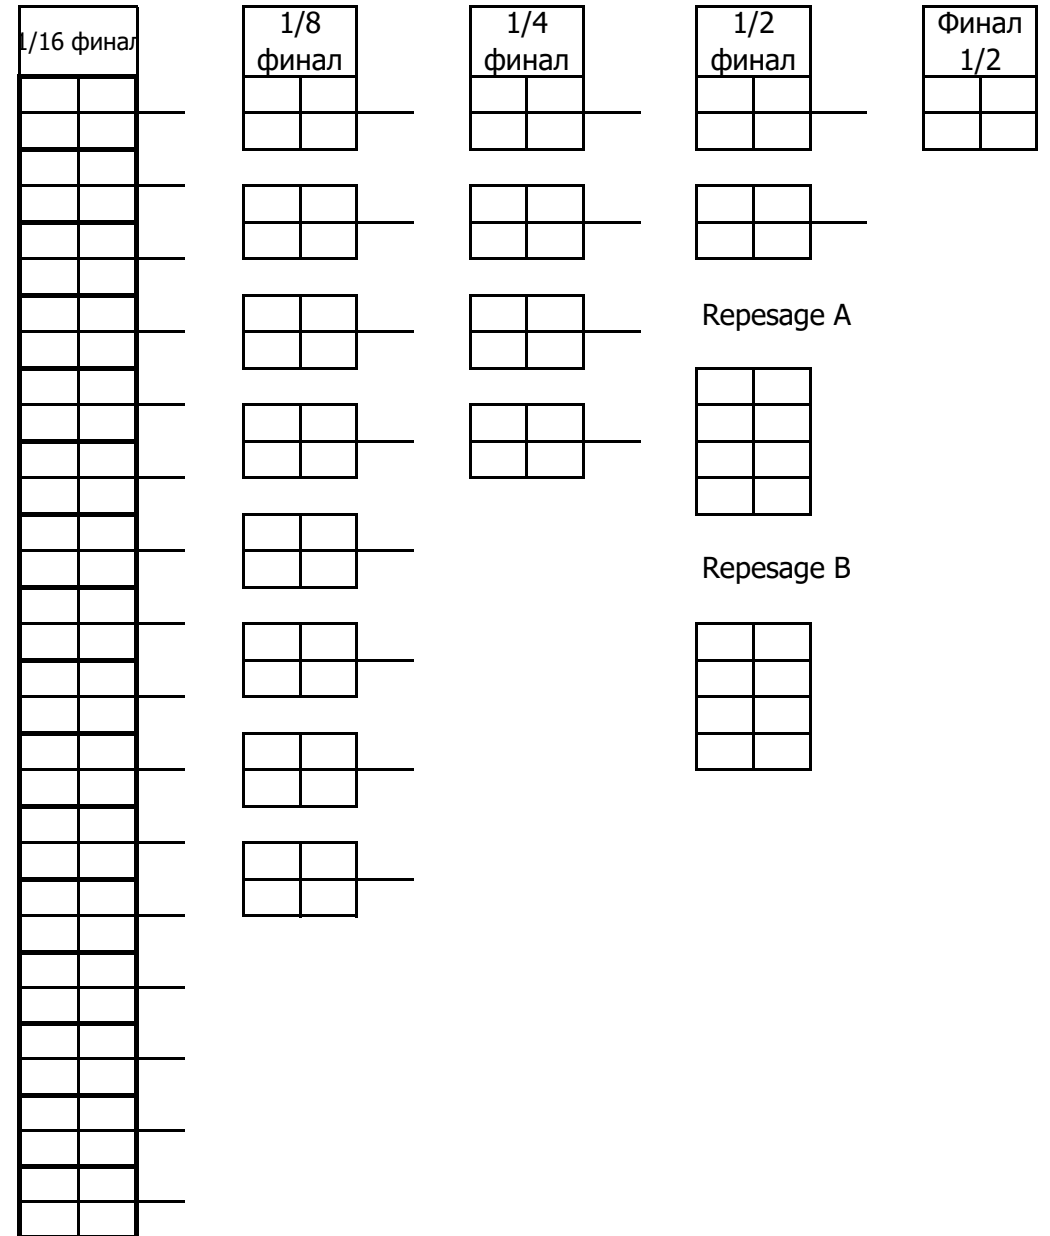 1/16 финал
1/8
финал
1/4
финал
1/2
финал
Финал
1/2
Repesage A
Repesage B